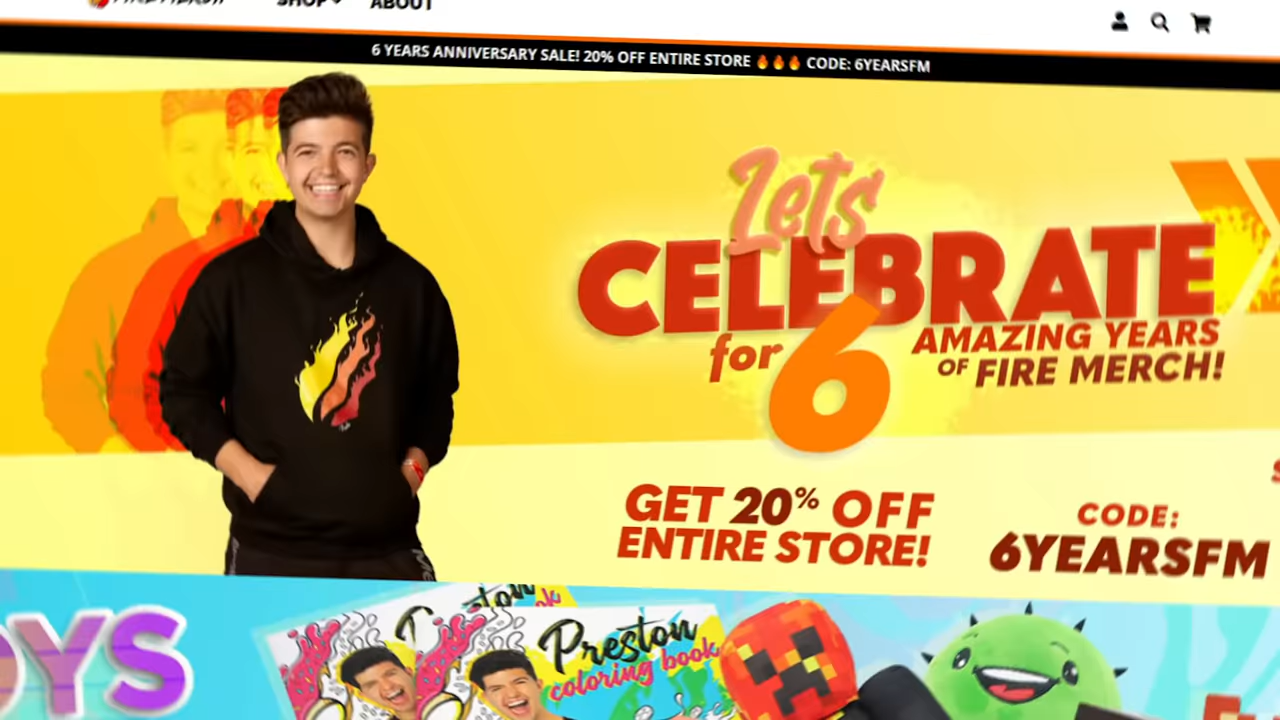 SHOP ABOUT
6 YEARS ANNIVERSARY SALE! 20% OFF ENTIRE STORE 🔥🔥🔥 CODE: 6YEARSFM
Lets
CELEBRATE
for 6 AMAZING YEARS
OF FIRE MERCH!
GET 20% OFF
ENTIRE STORE!
CODE:
6YEARSFM
Preston
coloring book